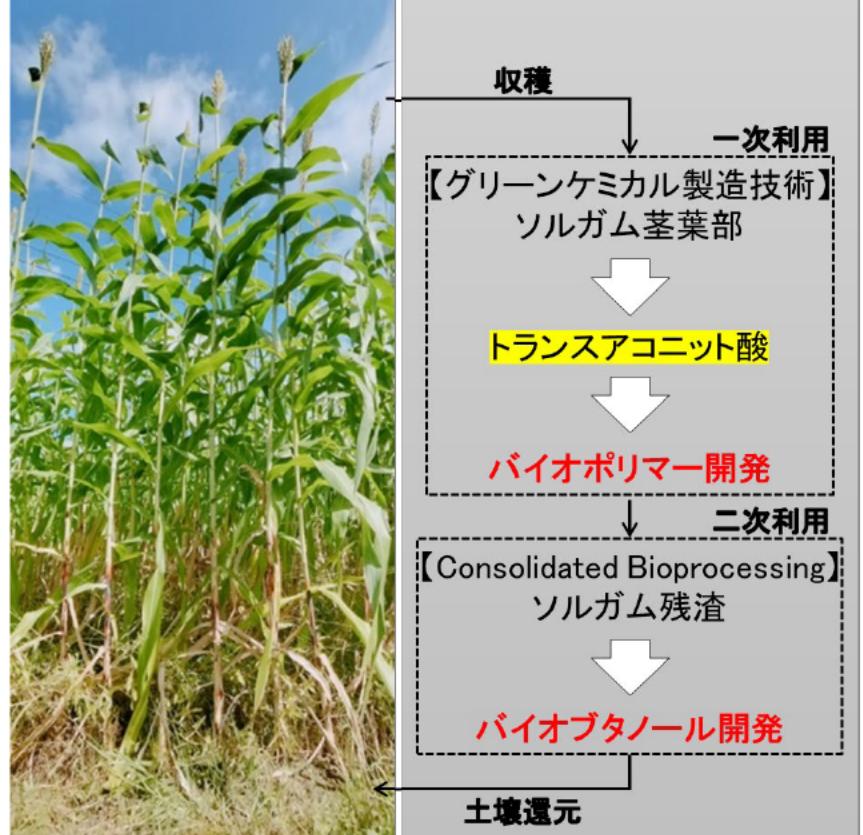 収穫
一次利用
【グリーンケミカル製造技術】
ソルガム茎葉部
トランスアコニット酸
バイオポリマー開発
二次利用
【Consolidated Bioprocessing】
ソルガム残渣
バイオブタノール開発
土壌還元